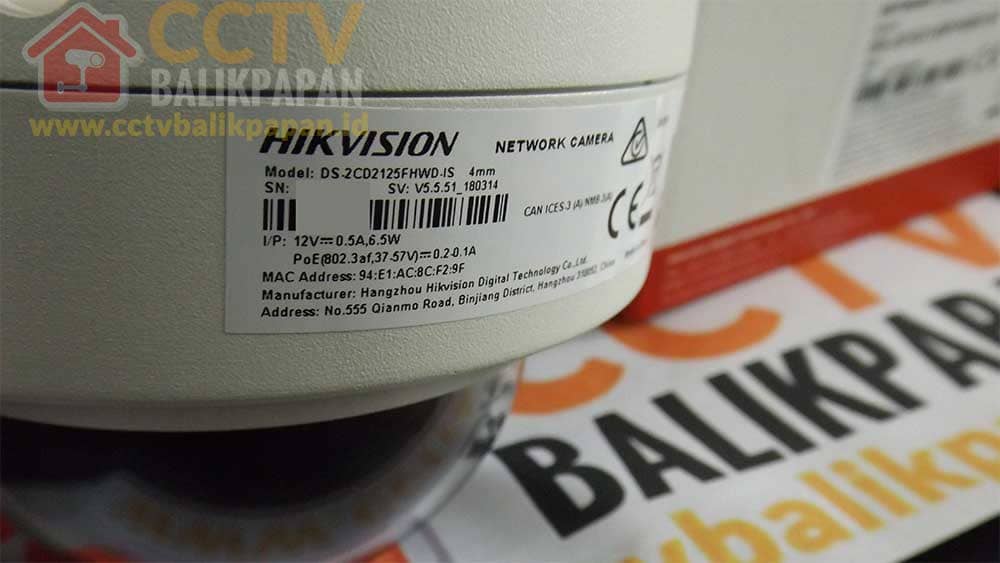 CCTV
BALIKPAPAN
www.cctvbalikpapan.id
HIKVISION NETWORK CAMERA
Model: DS-2CD2125FHWD-IS 4mm
SN: SV: V5.5.51_180314
CAN ICES-3 (A)/NMB-3(A)
CE
I/P: 12V⎓0.5A,6.5W
PoE(802.3af,37-57V)⎓0.2-0.1A
MAC Address: 94:E1:AC:8C:F2:9F
Manufacturer: Hangzhou Hikvision Digital Technology Co.,Ltd.
Address: No.555 Qianmo Road, Binjiang District, Hangzhou 310052, China
CCTV
BALIKPAP
vbalikp